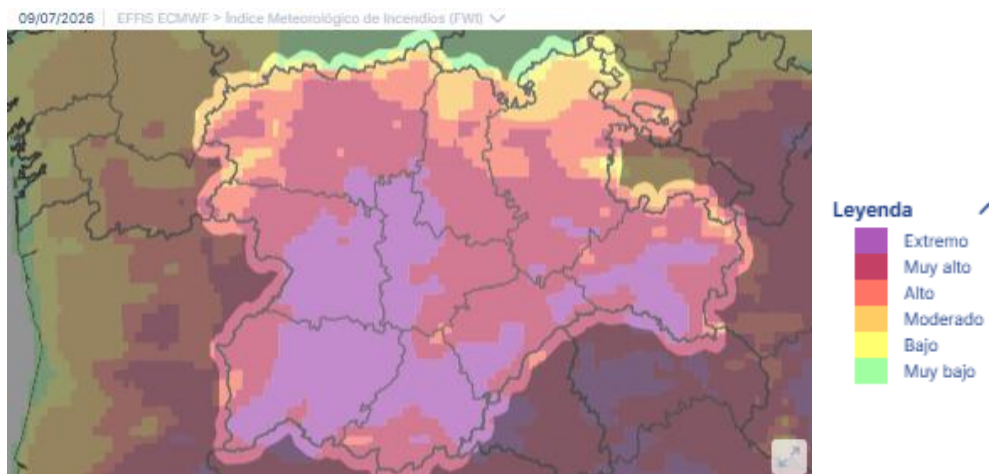 09/07/2026 EFFIS ECMWF > Índice Meteorológico de Incendios (FWI)
Leyenda
Extremo
Muy alto
Alto
Moderado
Bajo
Muy bajo